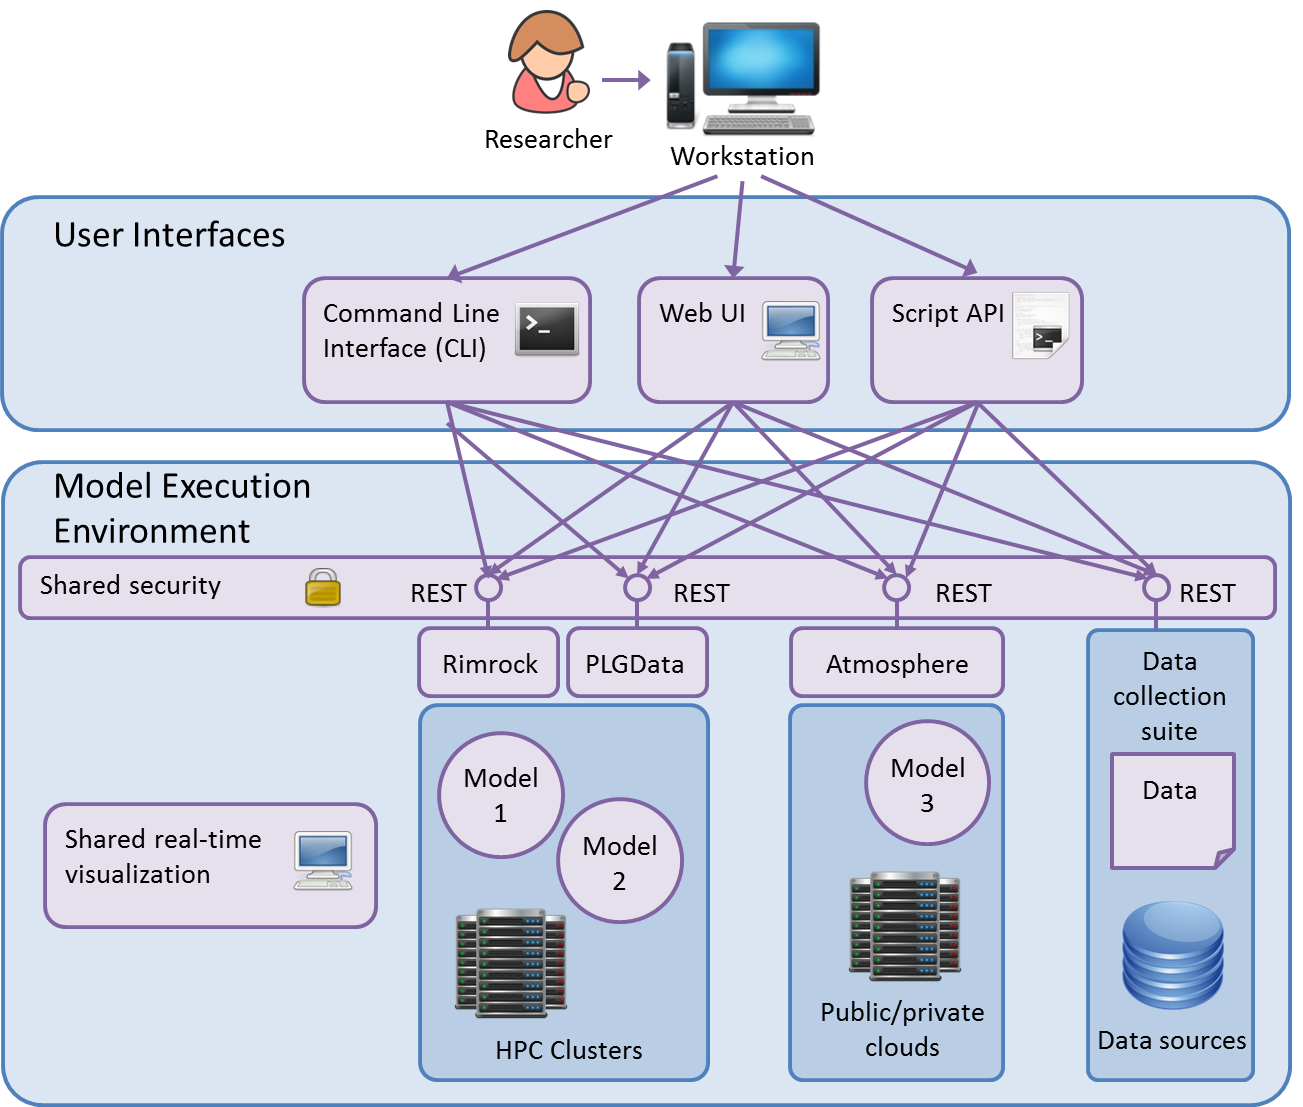 Researcher
Workstation
User Interfaces
Command Line
Interface (CLI)
Web UI
Script API
Model Execution
Environment
Shared security
REST
REST
REST
REST
Rimrock
PLGData
Atmosphere
Data
collection
suite
Model
1
Model
2
Model
3
Data
Shared real-time
visualization
HPC Clusters
Public/private
clouds
Data sources